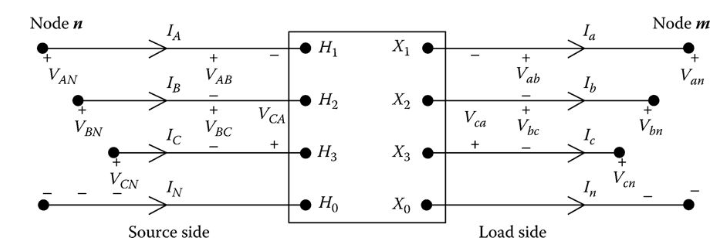 Node n Node m
I_A H_1 X_1 I_a
+ + − − + +
V_AN V_AB V_ab V_an
I_B − H_2 X_2 − I_b
+ + + +
V_BN V_BC V_CA V_ca V_bc V_bn
I_C − + H_3 X_3 + − I_c
+ +
V_CN V_cn
− − − I_N H_0 X_0 I_n − −
Source side Load side